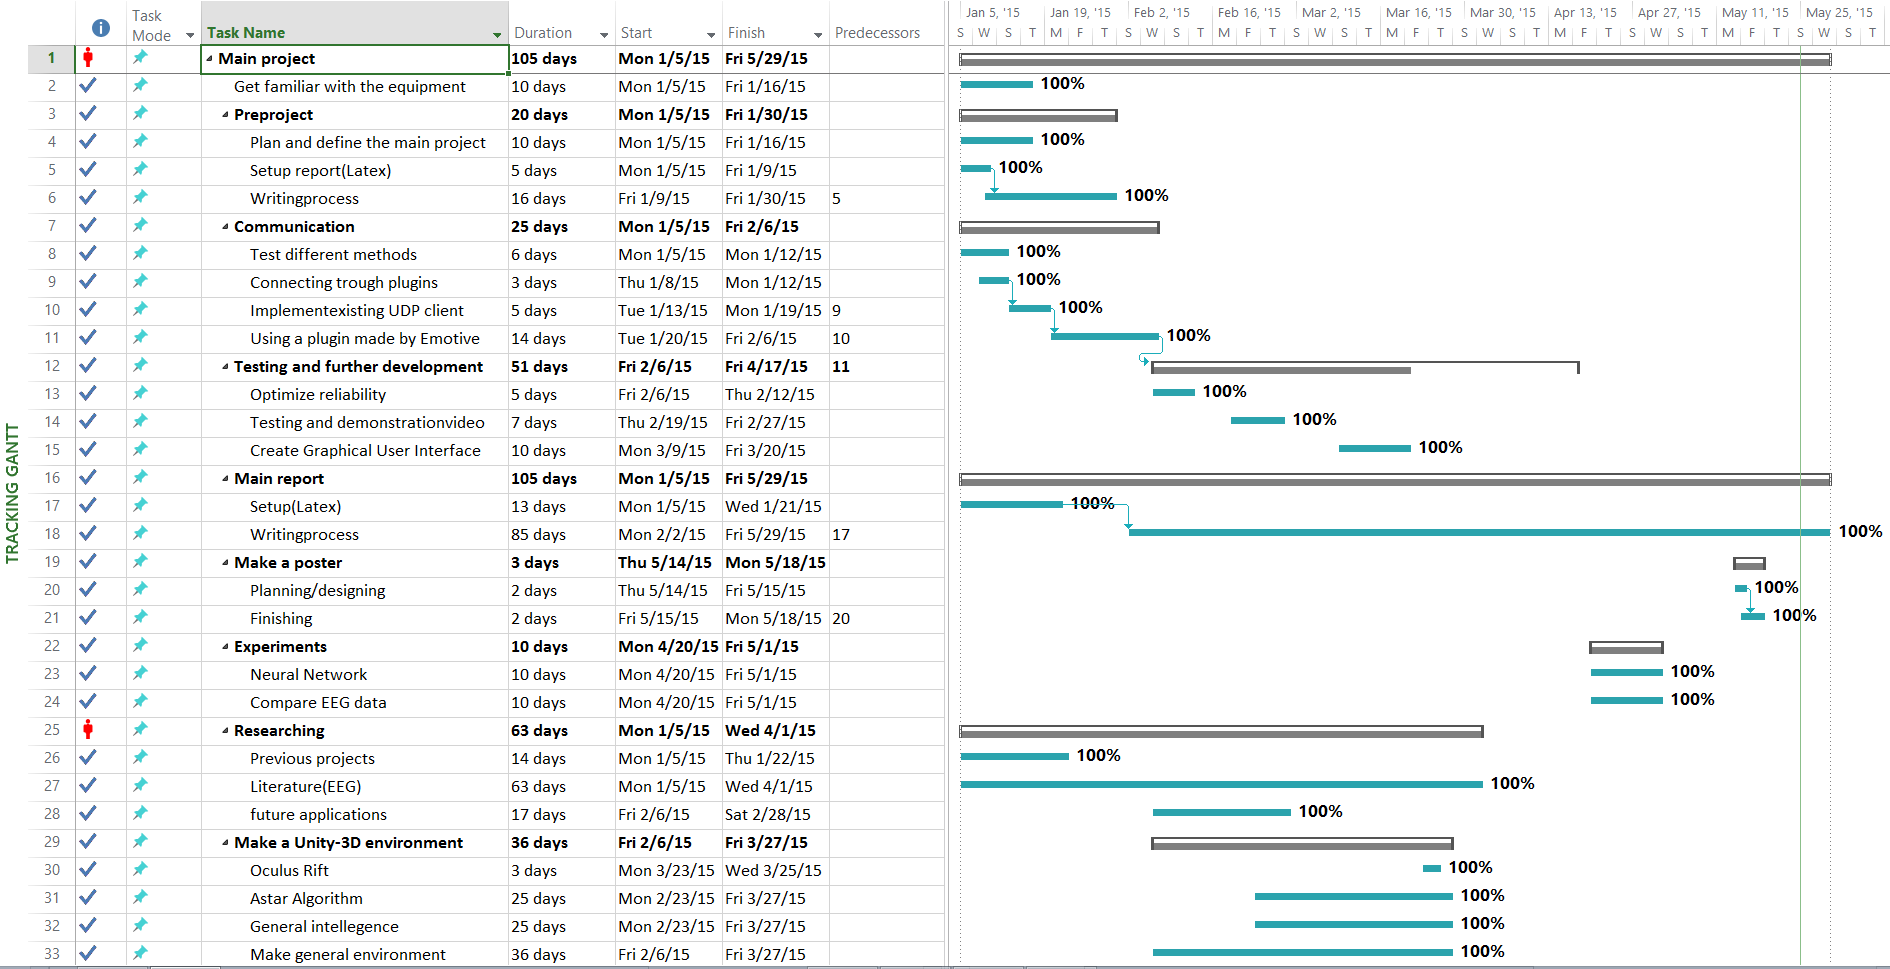 Task Mode Task Name Duration Start Finish Predecessors
Jan 5, '15 Jan 19, '15 Feb 2, '15 Feb 16, '15 Mar 2, '15 Mar 16, '15 Mar 30, '15 Apr 13, '15 Apr 27, '15 May 11, '15 May 25, '15
S W S T M F T S W S T M F T S W S T M F T S W S T M F T S W S T M F T S W S T
1 Main project 105 days Mon 1/5/15 Fri 5/29/15
2 Get familiar with the equipment 10 days Mon 1/5/15 Fri 1/16/15 100%
3 Preproject 20 days Mon 1/5/15 Fri 1/30/15
4 Plan and define the main project 10 days Mon 1/5/15 Fri 1/16/15 100%
5 Setup report(Latex) 5 days Mon 1/5/15 Fri 1/9/15 100%
6 Writingprocess 16 days Fri 1/9/15 Fri 1/30/15 5 100%
7 Communication 25 days Mon 1/5/15 Fri 2/6/15
8 Test different methods 6 days Mon 1/5/15 Mon 1/12/15 100%
9 Connecting trough plugins 3 days Thu 1/8/15 Mon 1/12/15 100%
10 Implementexisting UDP client 5 days Tue 1/13/15 Mon 1/19/15 9 100%
11 Using a plugin made by Emotive 14 days Tue 1/20/15 Fri 2/6/15 10 100%
12 Testing and further development 51 days Fri 2/6/15 Fri 4/17/15 11
13 Optimize reliability 5 days Fri 2/6/15 Thu 2/12/15 100%
14 Testing and demonstrationvideo 7 days Thu 2/19/15 Fri 2/27/15 100%
15 Create Graphical User Interface 10 days Mon 3/9/15 Fri 3/20/15 100%
16 Main report 105 days Mon 1/5/15 Fri 5/29/15
17 Setup(Latex) 13 days Mon 1/5/15 Wed 1/21/15 100%
18 Writingprocess 85 days Mon 2/2/15 Fri 5/29/15 17 100%
19 Make a poster 3 days Thu 5/14/15 Mon 5/18/15
20 Planning/designing 2 days Thu 5/14/15 Fri 5/15/15 100%
21 Finishing 2 days Fri 5/15/15 Mon 5/18/15 20 100%
22 Experiments 10 days Mon 4/20/15 Fri 5/1/15
23 Neural Network 10 days Mon 4/20/15 Fri 5/1/15 100%
24 Compare EEG data 10 days Mon 4/20/15 Fri 5/1/15 100%
25 Researching 63 days Mon 1/5/15 Wed 4/1/15
26 Previous projects 14 days Mon 1/5/15 Thu 1/22/15 100%
27 Literature(EEG) 63 days Mon 1/5/15 Wed 4/1/15 100%
28 future applications 17 days Fri 2/6/15 Sat 2/28/15 100%
29 Make a Unity-3D environment 36 days Fri 2/6/15 Fri 3/27/15
30 Oculus Rift 3 days Mon 3/23/15 Wed 3/25/15 100%
31 Astar Algorithm 25 days Mon 2/23/15 Fri 3/27/15 100%
32 General intellegence 25 days Mon 2/23/15 Fri 3/27/15 100%
33 Make general environment 36 days Fri 2/6/15 Fri 3/27/15 100%
TRACKING GANTT